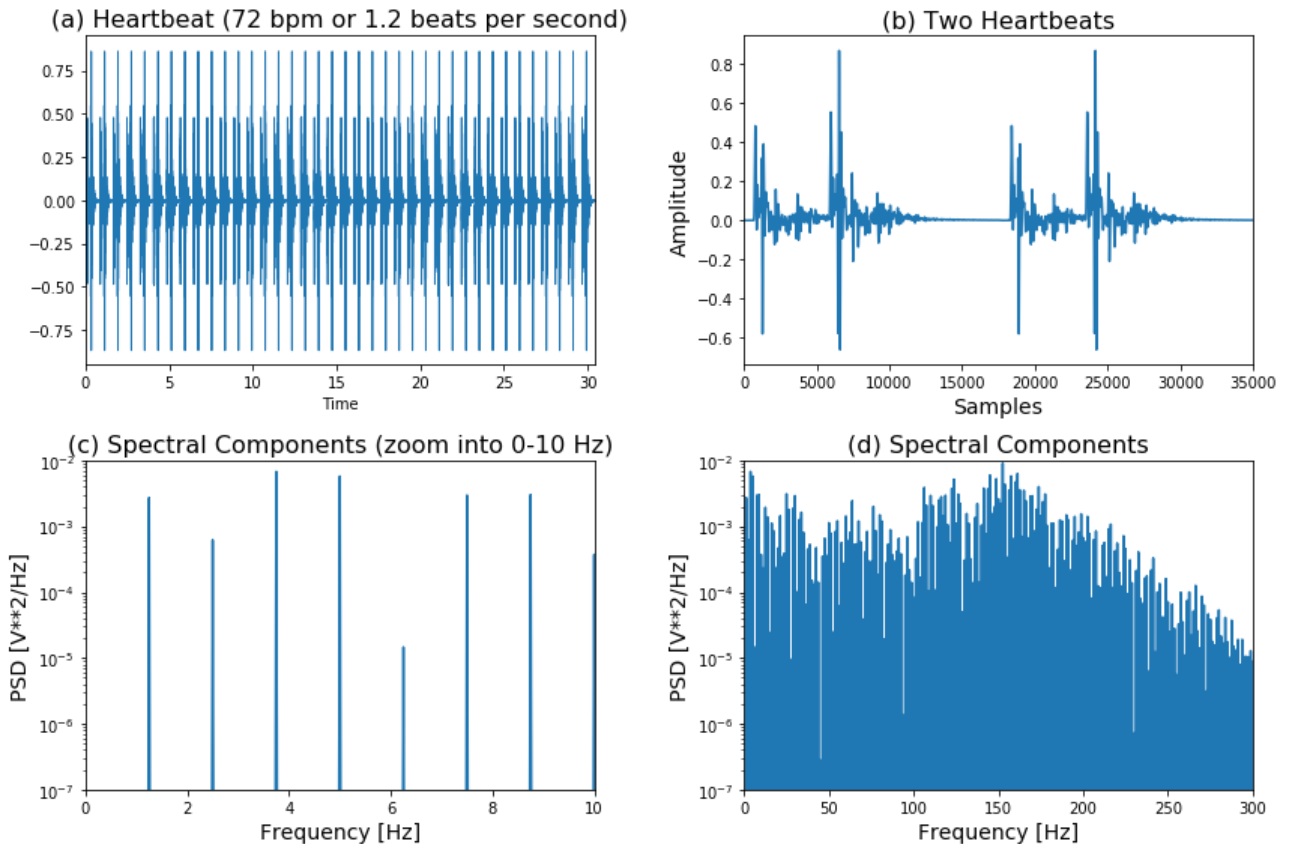 (a) Heartbeat (72 bpm or 1.2 beats per second)
0.75
0.50
0.25
0.00
−0.25
−0.50
−0.75
0 5 10 15 20 25 30
Time
(b) Two Heartbeats
Amplitude
0.8
0.6
0.4
0.2
0.0
−0.2
−0.4
−0.6
0 5000 10000 15000 20000 25000 30000 35000
Samples
(c) Spectral Components (zoom into 0-10 Hz)
PSD [V**2/Hz]
10⁻²
10⁻³
10⁻⁴
10⁻⁵
10⁻⁶
10⁻⁷
0 2 4 6 8 10
Frequency [Hz]
(d) Spectral Components
PSD [V**2/Hz]
10⁻²
10⁻³
10⁻⁴
10⁻⁵
10⁻⁶
10⁻⁷
0 50 100 150 200 250 300
Frequency [Hz]